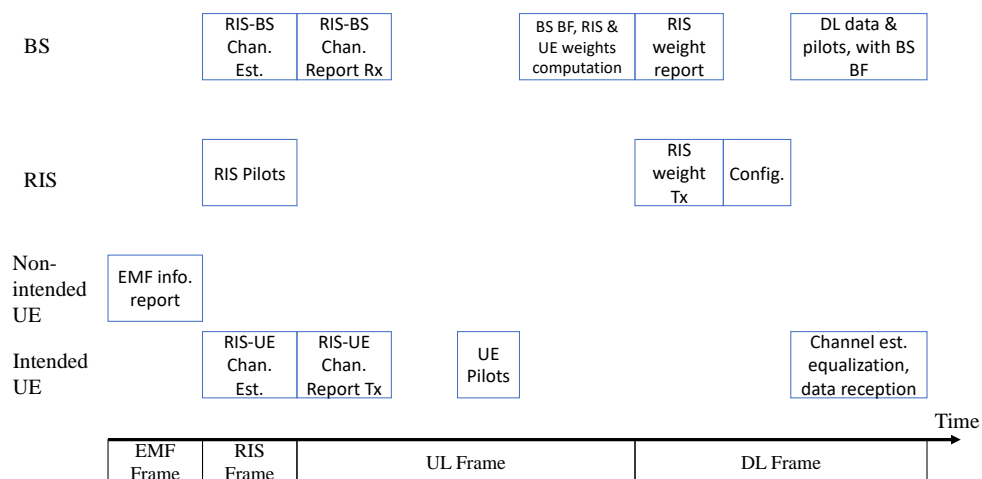 BS
RIS-BS
Chan.
Est.
RIS-BS
Chan.
Report Rx
BS BF, RIS &
UE weights
computation
RIS
weight
report
DL data &
pilots, with BS
BF
RIS
RIS Pilots
RIS
weight
Tx
Config.
Non-
intended
UE
EMF info.
report
Intended
UE
RIS-UE
Chan.
Est.
RIS-UE
Chan.
Report Tx
UE
Pilots
Channel est.
equalization,
data reception
Time
EMF
Frame
RIS
Frame
UL Frame
DL Frame